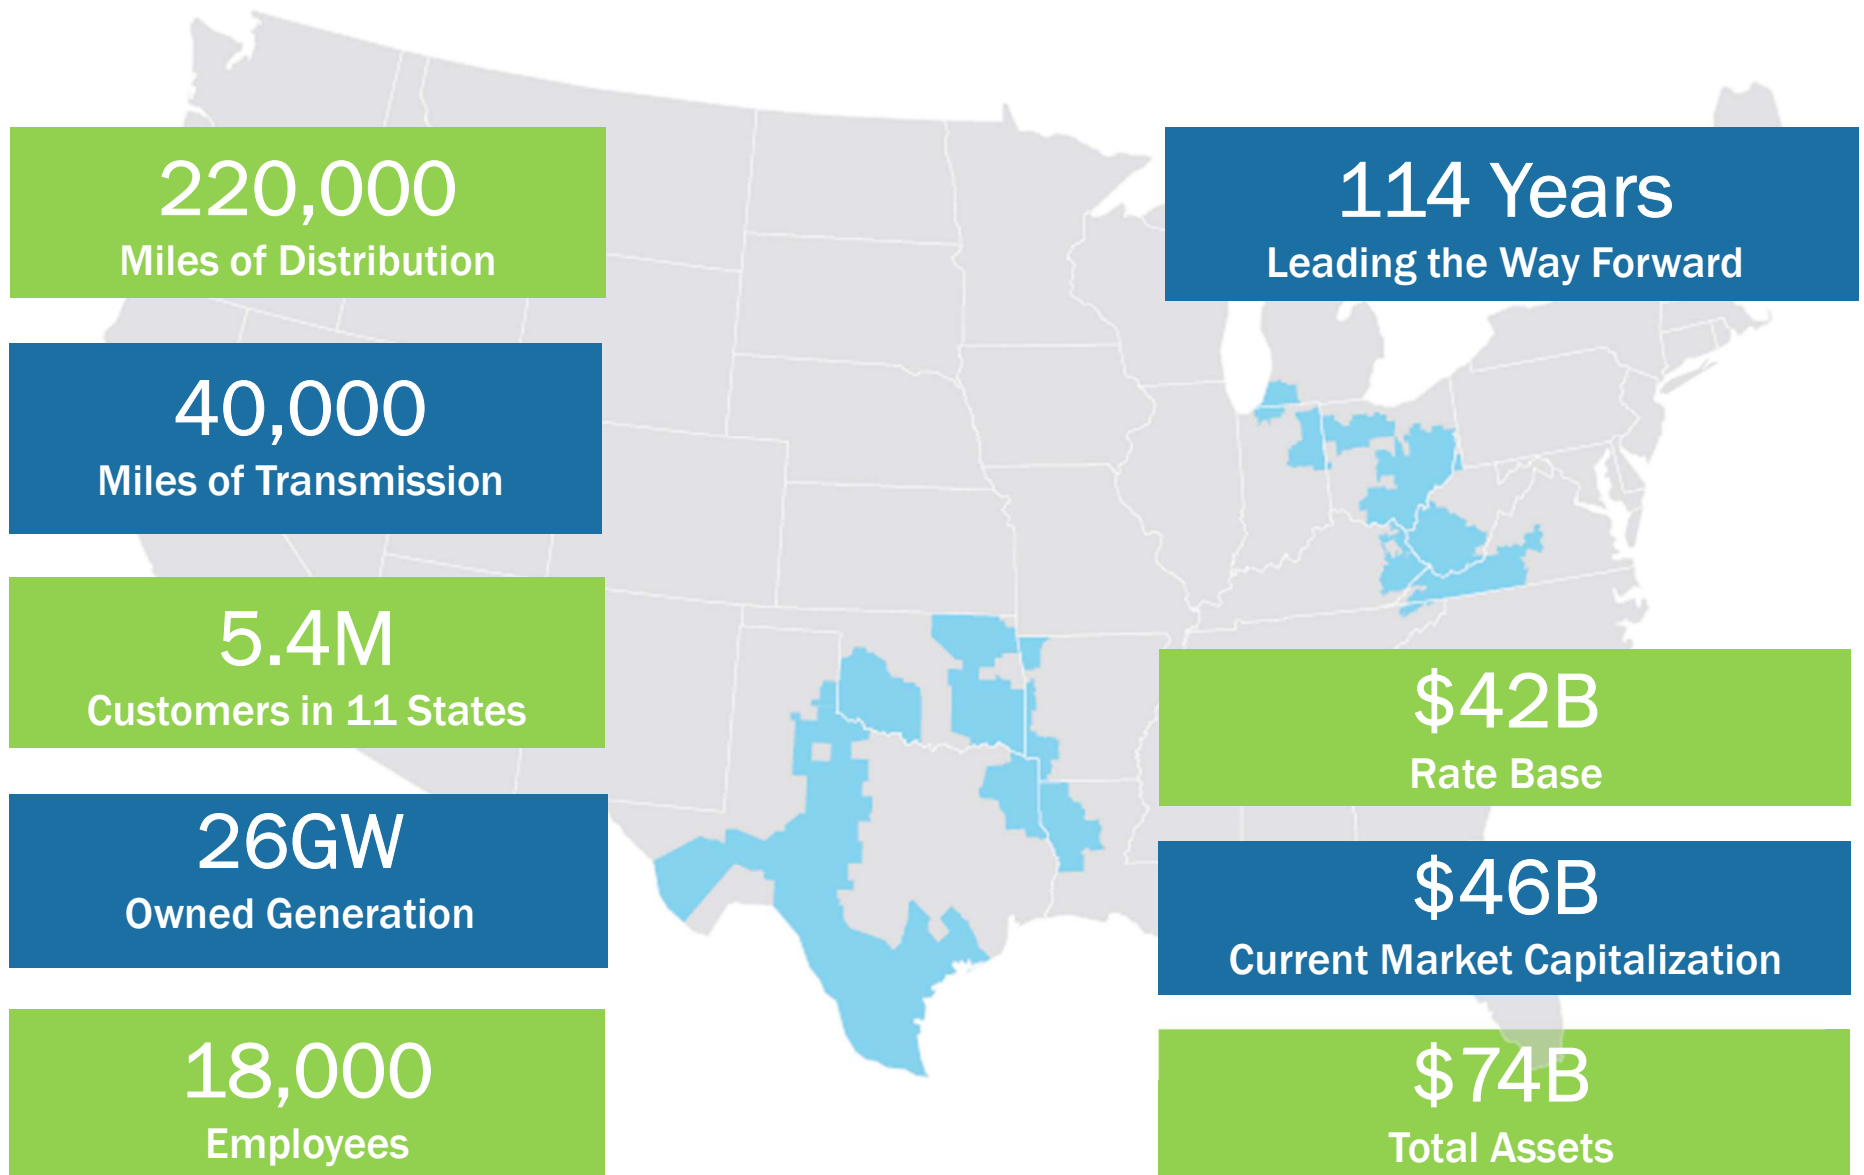 220,000
Miles of Distribution
40,000
Miles of Transmission
5.4M
Customers in 11 States
26GW
Owned Generation
18,000
Employees
114 Years
Leading the Way Forward
$42B
Rate Base
$46B
Current Market Capitalization
$74B
Total Assets